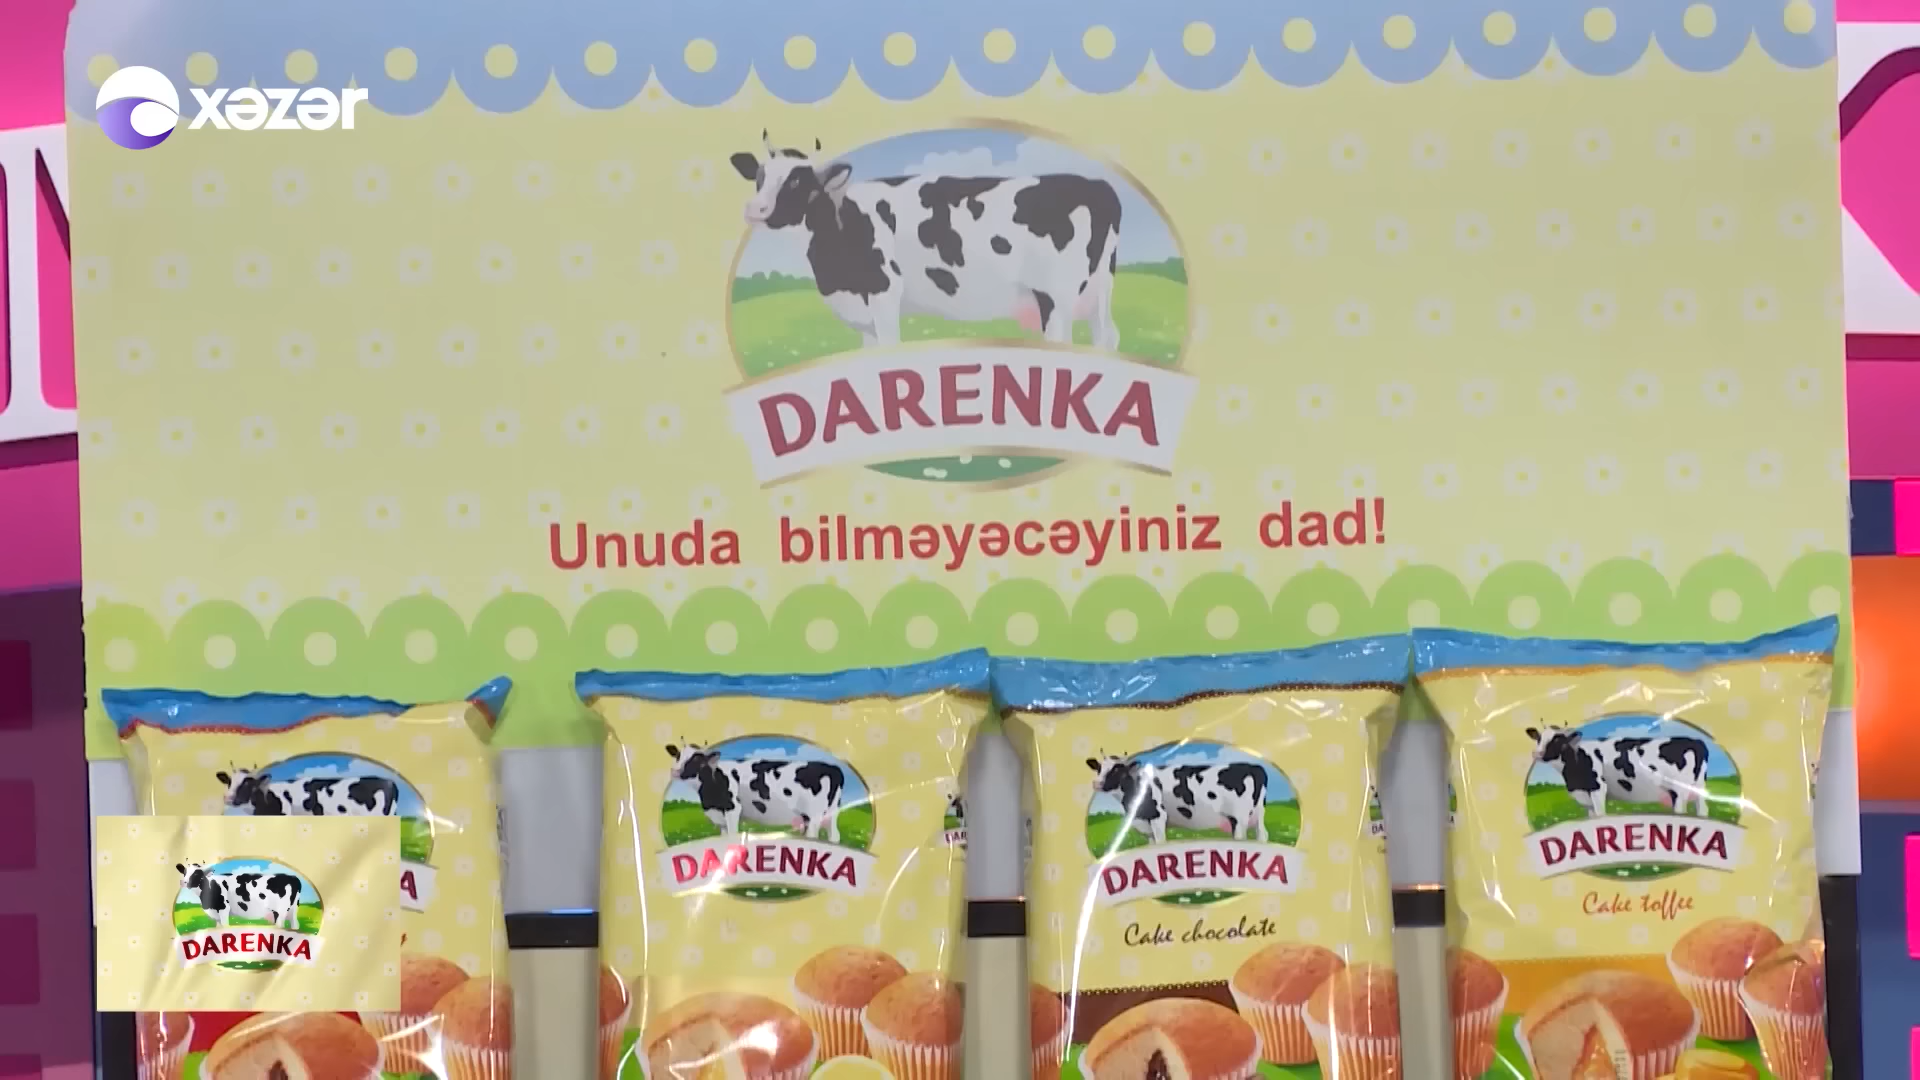 xəzər
DARENKA
Unuda bilməyəcəyiniz dad!
DARENKA
DARENKA
DARENKA
Cake chocolate
Cake toffee
DARENKA